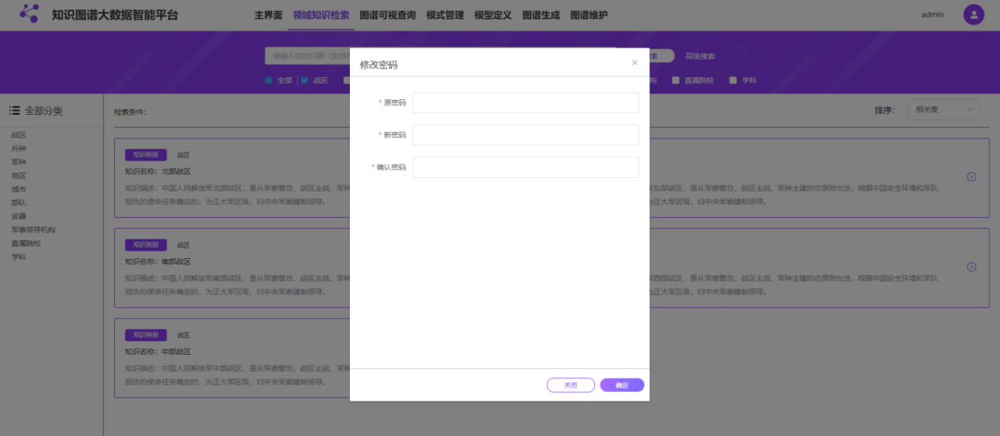 知识图谱大数据智能平台
主界面 领域知识检索 图谱可视查询 模式管理 模型定义 图谱生成 图谱维护
admin
请输入您的问题（支持
索 高级搜索
全部 战区
构 直属院校 学科
全部分类
战区
兵种
军种
地区
城市
部队
武器
军事领导机构
直属院校
学科
检索条件：
排序： 相关度
知识类别 战区
知识名称：北部战区
知识描述：中国人民解放军北部战区，是从军委管总、战区主战、军种
担负的使命任务确定的，为正大军区级，归中央军委建制领导。
军东部战区，是从军委管总、战区主战、军种主建的总原则出发，根据中国安全环境和军队
为正大军区级，归中央军委建制领导。
知识类别 战区
知识名称：南部战区
知识描述：中国人民解放军南部战区，是从军委管总、战区主战、军种
担负的使命任务确定的，为正大军区级，归中央军委建制领导。
军西部战区，是从军委管总、战区主战、军种主建的总原则出发，根据中国安全环境和军队
为正大军区级，归中央军委建制领导。
知识类别 战区
知识名称：中部战区
知识描述：中国人民解放军中部战区，是从军委管总、战区主战、军种
担负的使命任务确定的，为正大军区级，归中央军委建制领导。
修改密码 ×
* 原密码
* 新密码
* 确认密码
关闭 确定